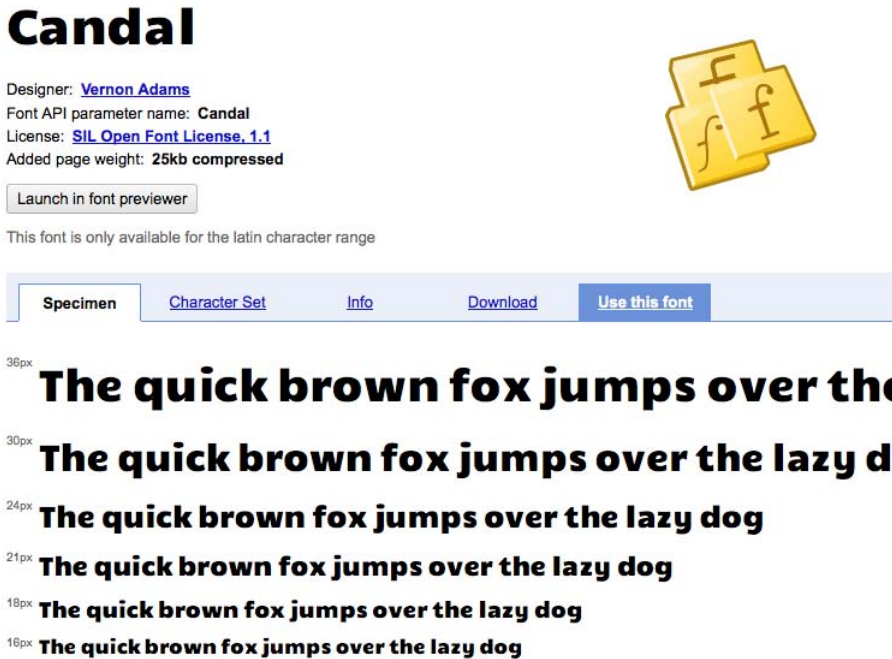 Candal
Designer: Vernon Adams
Font API parameter name: Candal
License: SIL Open Font License, 1.1
Added page weight: 25kb compressed
Launch in font previewer
This font is only available for the latin character range
f
f f
Specimen Character Set Info Download Use this font
36px The quick brown fox jumps over the
30px The quick brown fox jumps over the lazy d
24px The quick brown fox jumps over the lazy dog
21px The quick brown fox jumps over the lazy dog
18px The quick brown fox jumps over the lazy dog
16px The quick brown fox jumps over the lazy dog